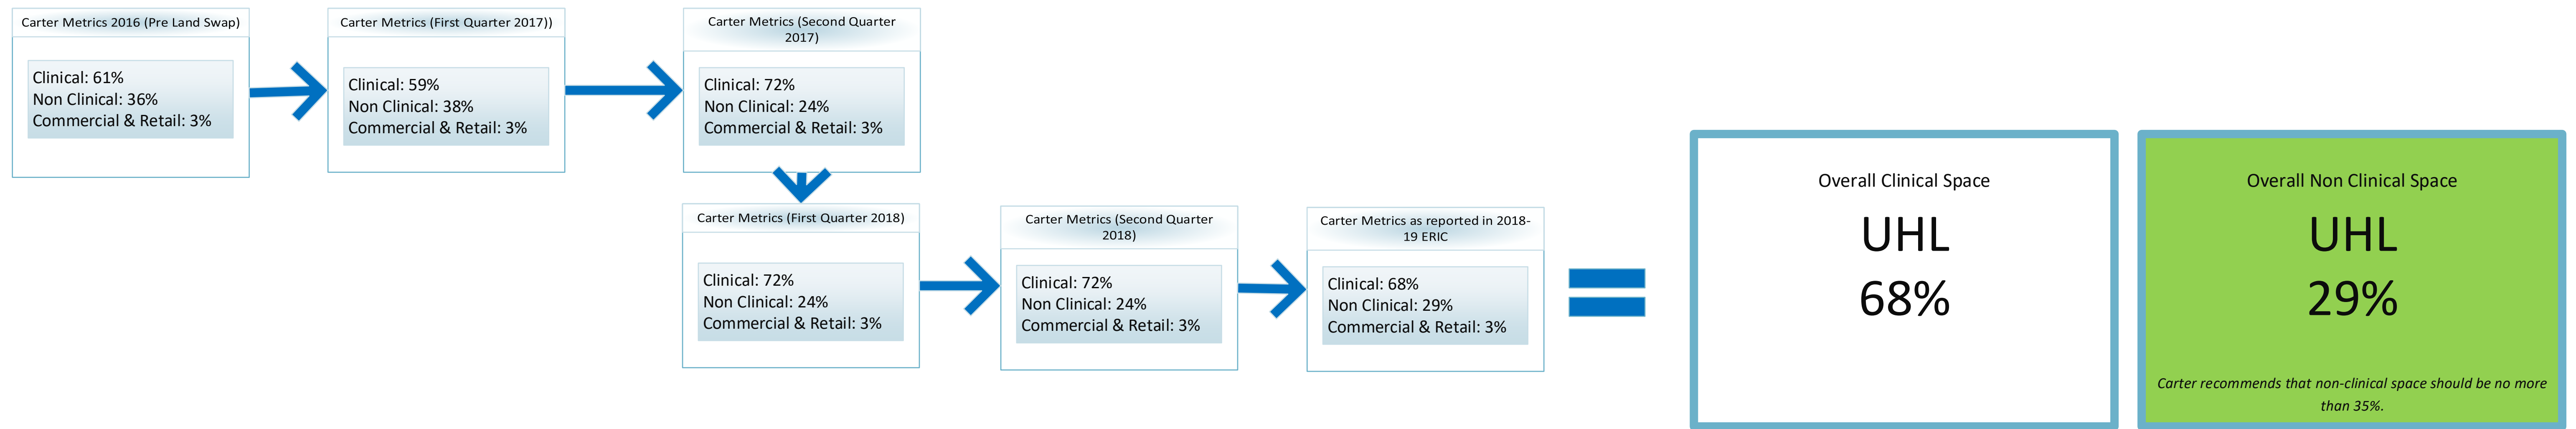 Carter Metrics 2016 (Pre Land Swap)
Clinical: 61%
Non Clinical: 36%
Commercial & Retail: 3%
Carter Metrics (First Quarter 2017))
Clinical: 59%
Non Clinical: 38%
Commercial & Retail: 3%
Carter Metrics (Second Quarter
2017)
Clinical: 72%
Non Clinical: 24%
Commercial & Retail: 3%
Carter Metrics (First Quarter 2018)
Clinical: 72%
Non Clinical: 24%
Commercial & Retail: 3%
Carter Metrics (Second Quarter
2018)
Clinical: 72%
Non Clinical: 24%
Commercial & Retail: 3%
Carter Metrics as reported in 2018-
19 ERIC
Clinical: 68%
Non Clinical: 29%
Commercial & Retail: 3%
Overall Clinical Space
UHL
68%
Overall Non Clinical Space
UHL
29%
Carter recommends that non-clinical space should be no more
than 35%.